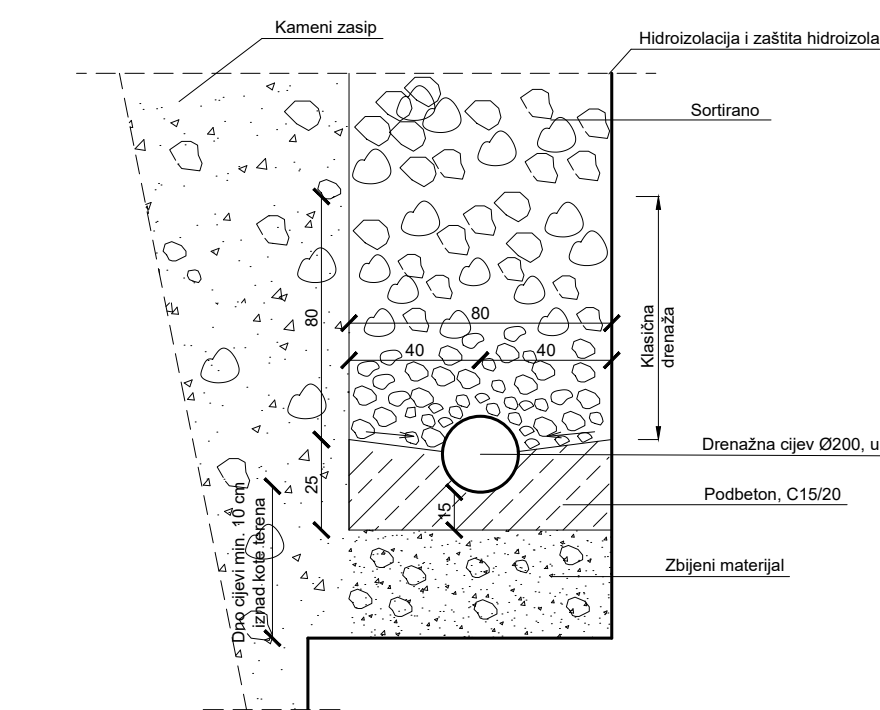 Kameni zasip
Hidroizolacija i zaštita hidroizola
Sortirano
80
80
40
40
Klasična
drenaža
Drenažna cijev Ø200, u
25
15
Podbeton, C15/20
Dno cijevi min. 10 cm
iznad kote terena
Zbijeni materijal